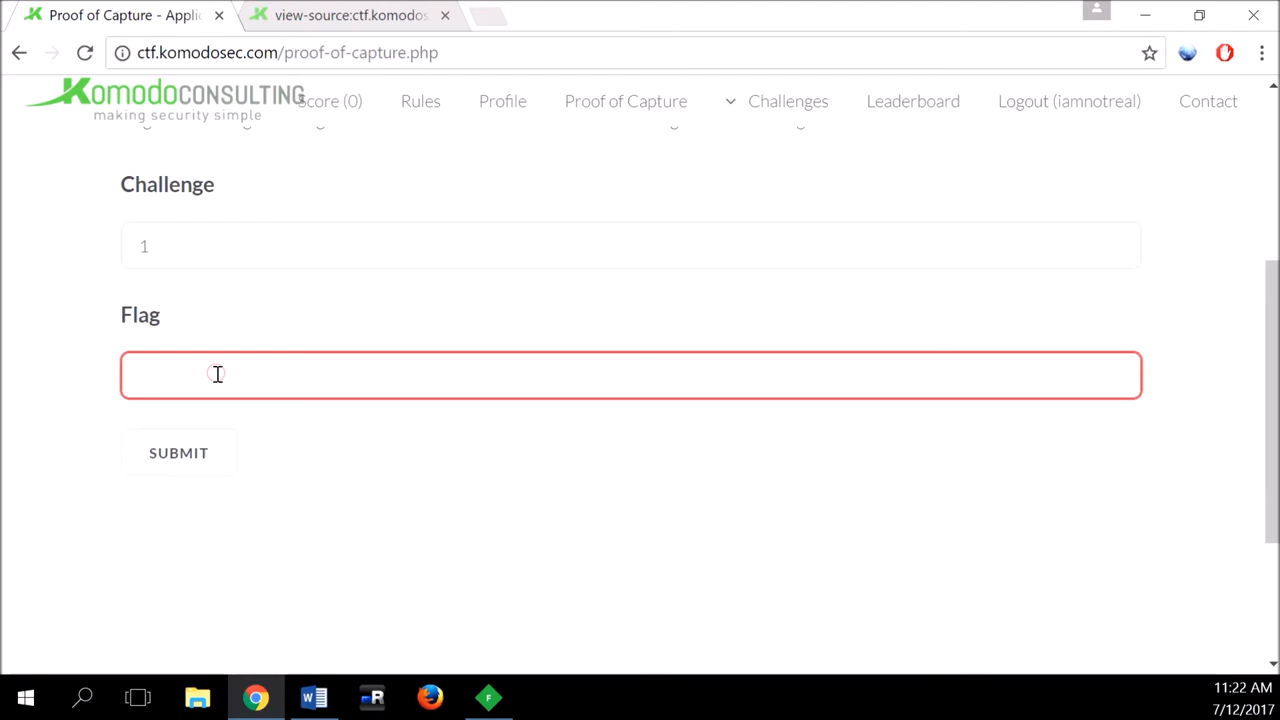 Proof of Capture - Applic
view-source:ctf.komodos
ctf.komodosec.com/proof-of-capture.php
KomodoCONSULTING
making security simple
Score (0)
Rules
Profile
Proof of Capture
Challenges
Leaderboard
Logout (iamnotreal)
Contact
Challenge
1
Flag
SUBMIT
11:22 AM
7/12/2017